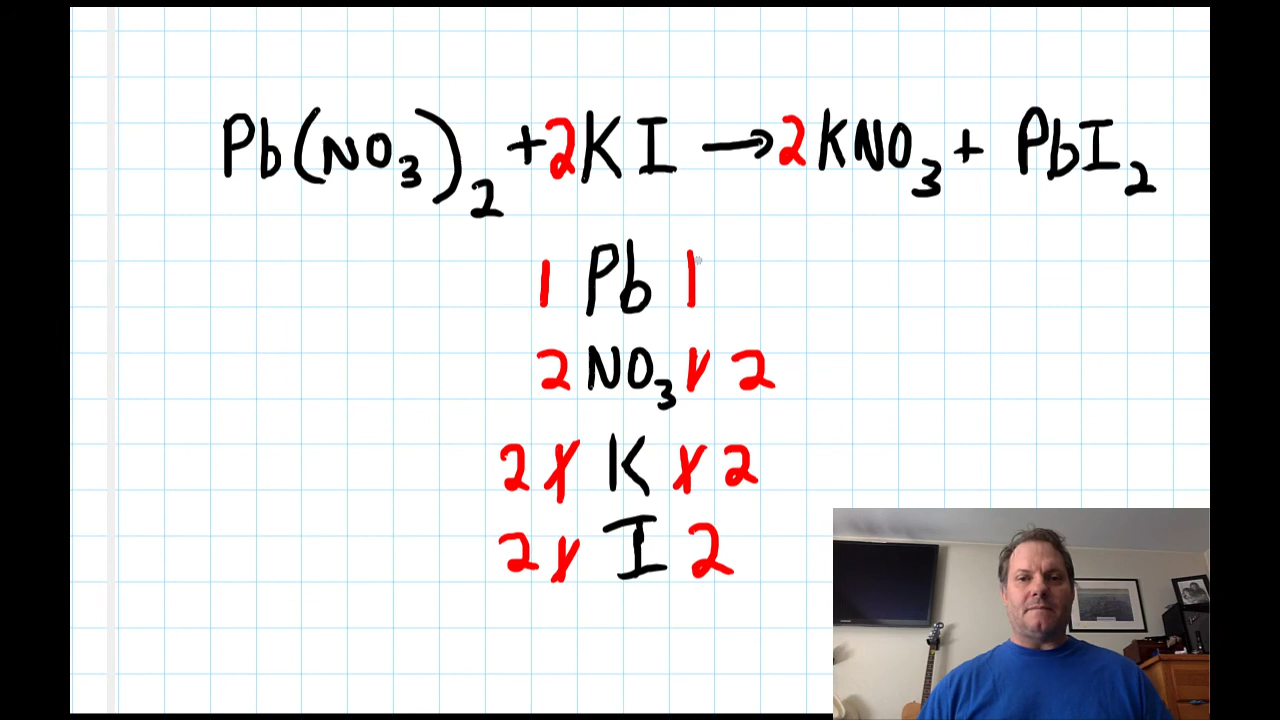 Pb(NO₃)₂ + 2KI → 2KNO₃ + PbI₂
1 Pb 1
2 NO₃ 1 2
2 1 K 1 2
2 1 I 2